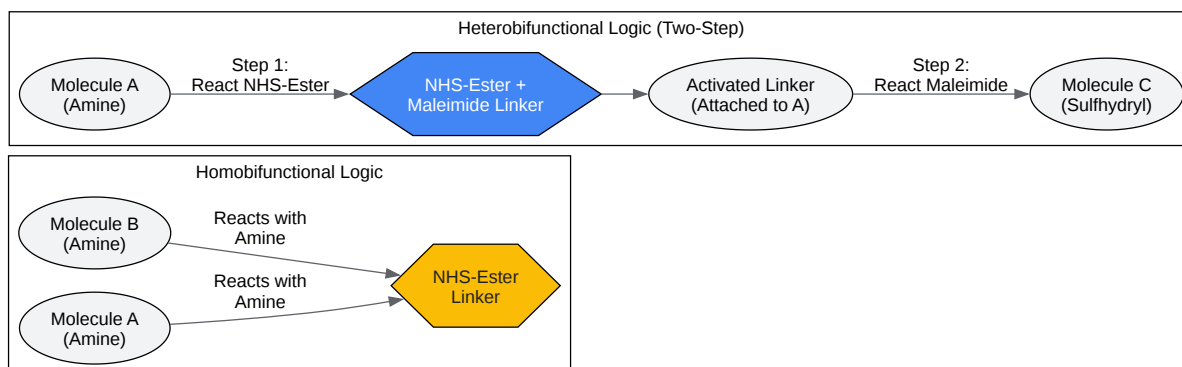 Heterobifunctional Logic (Two-Step)
Molecule A
(Amine)
Step 1:
React NHS-Ester
NHS-Ester +
Maleimide Linker
Activated Linker
(Attached to A)
Step 2:
React Maleimide
Molecule C
(Sulfhydryl)
Homobifunctional Logic
Molecule B
(Amine)
Reacts with
Amine
Molecule A
(Amine)
Reacts with
Amine
NHS-Ester
Linker